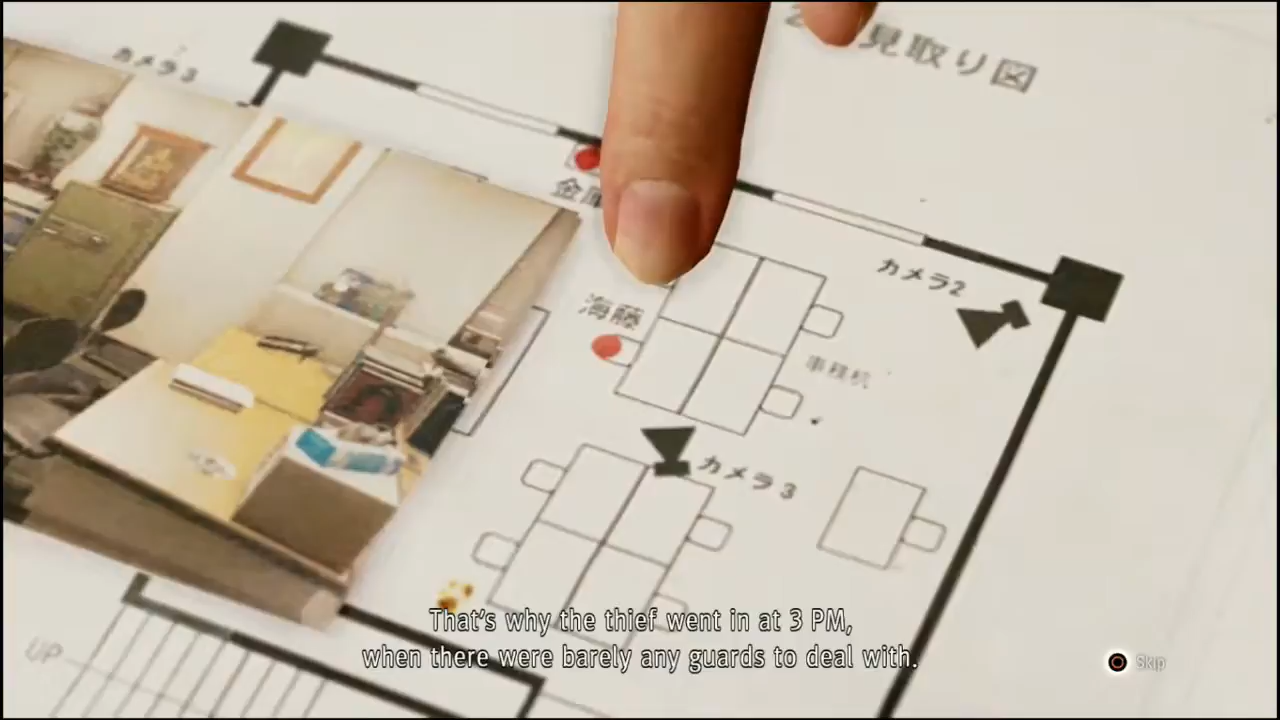 見取り図
カメラ3
金庫
カメラ2
海藤
事務机
カメラ3
UP
That's why the thief went in at 3 PM,
when there were barely any guards to deal with.
Skip